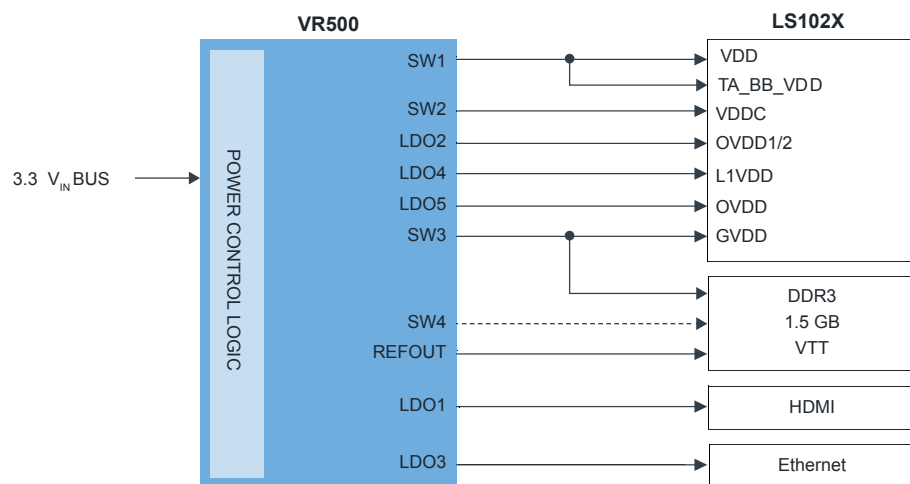 VR500
LS102X
3.3 VIN BUS
POWER CONTROL LOGIC
SW1
SW2
LDO2
LDO4
LDO5
SW3
SW4
REFOUT
LDO1
LDO3
VDD
TA_BB_VDD
VDDC
OVDD1/2
L1VDD
OVDD
GVDD
DDR3
1.5 GB
VTT
HDMI
Ethernet